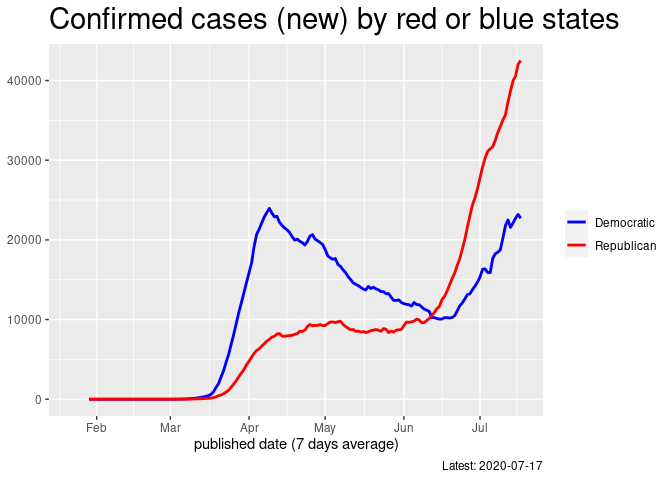 Confirmed cases (new) by red or blue states
40000
30000
20000
10000
0
Feb Mar Apr May Jun Jul
published date (7 days average)
Democratic
Republican
Latest: 2020-07-17